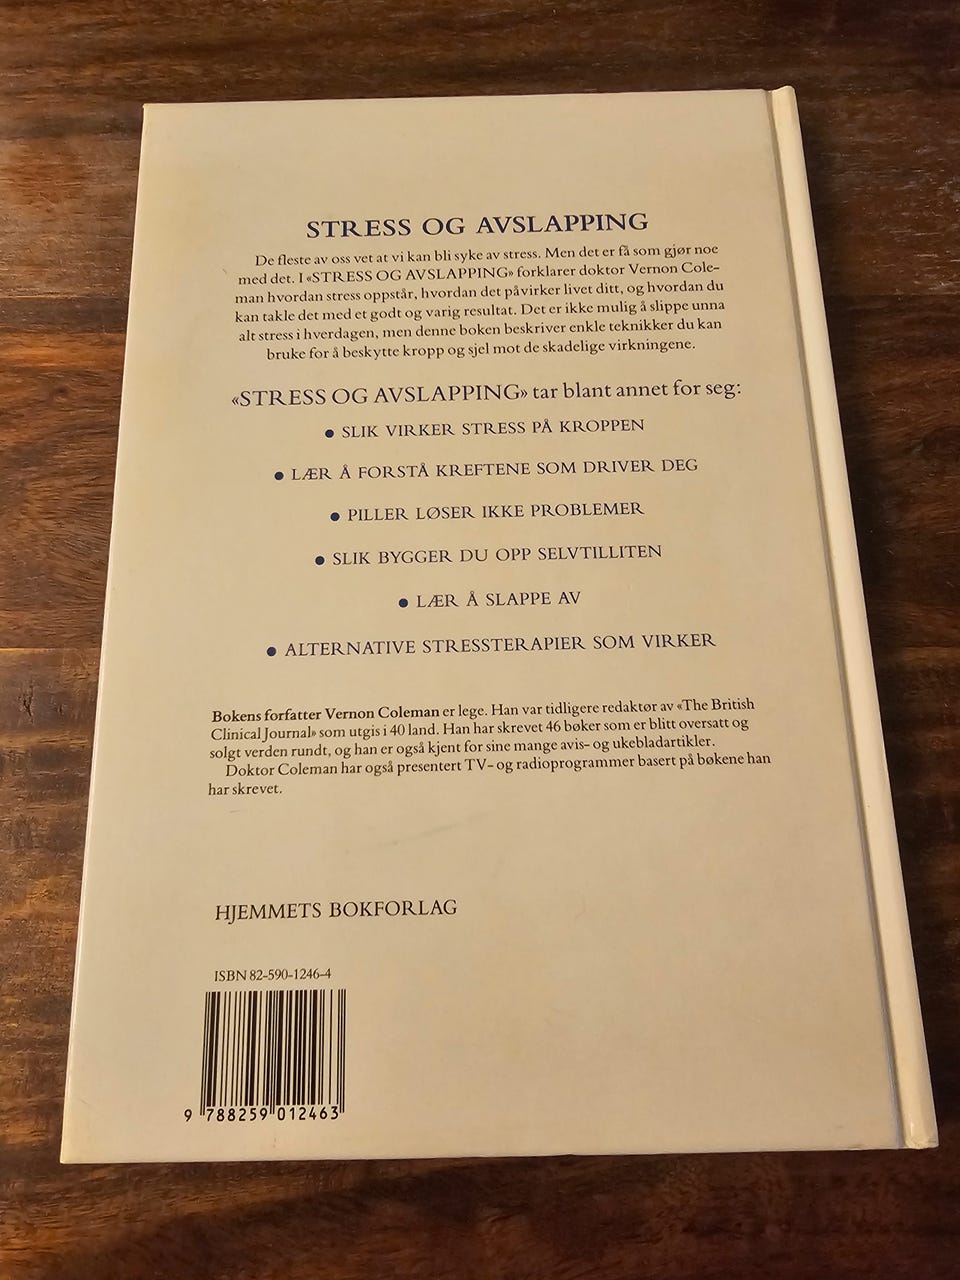 STRESS OG AVSLAPPING
De fleste av oss vet at vi kan bli syke av stress. Men det er få som gjør noe
med det. I «STRESS OG AVSLAPPING» forklarer doktor Vernon Cole-
man hvordan stress oppstår, hvordan det påvirker livet ditt, og hvordan du
kan takle det med et godt og varig resultat. Det er ikke mulig å slippe unna
alt stress i hverdagen, men denne boken beskriver enkle teknikker du kan
bruke for å beskytte kropp og sjel mot de skadelige virkningene.
«STRESS OG AVSLAPPING» tar blant annet for seg:
● SLIK VIRKER STRESS PÅ KROPPEN
● LÆR Å FORSTÅ KREFTENE SOM DRIVER DEG
● PILLER LØSER IKKE PROBLEMER
● SLIK BYGGER DU OPP SELVTILLITEN
● LÆR Å SLAPPE AV
● ALTERNATIVE STRESSTERAPIER SOM VIRKER
Bokens forfatter Vernon Coleman er lege. Han var tidligere redaktør av «The British
Clinical Journal» som utgis i 40 land. Han har skrevet 46 bøker som er blitt oversatt og
solgt verden rundt, og han er også kjent for sine mange avis- og ukebladartikler.
Doktor Coleman har også presentert TV- og radioprogrammer basert på bøkene han
har skrevet.
HJEMMETS BOKFORLAG
ISBN 82-590-1246-4
9 788259 012463